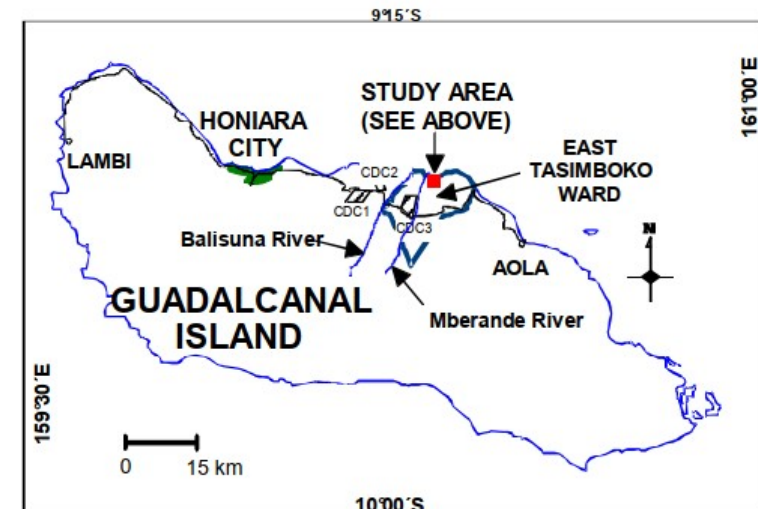 9°15´S
161°00´E
STUDY AREA
(SEE ABOVE)
HONIARA
CITY
EAST
TASIMBOKO
WARD
LAMBI
CDC2
CDC1
CDC3
N
Balisuna River
AOLA
GUADALCANAL
ISLAND
Mberande River
159°30´E
0 15 km
10°00´S